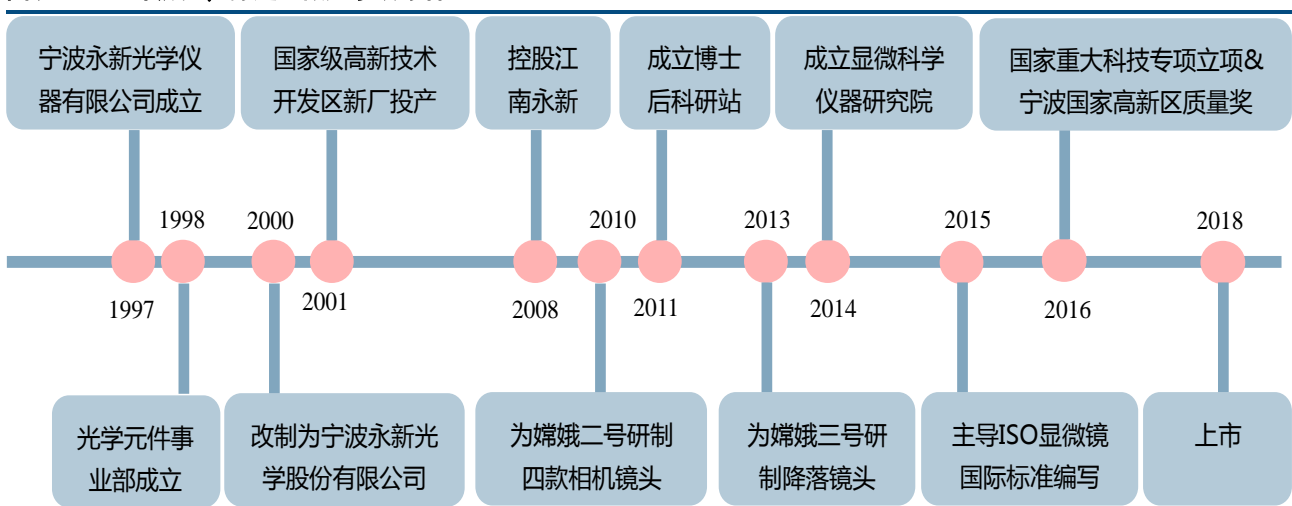 宁波永新光学仪
器有限公司成立
国家级高新技术
开发区新厂投产
控股江
南永新
成立博士
后科研站
成立显微科学
仪器研究院
国家重大科技专项立项&
宁波国家高新区质量奖
1998
2000
2010
2013
2015
2018
1997
2001
2008
2011
2014
2016
光学元件事
业部成立
改制为宁波永新光
学股份有限公司
为嫦娥二号研制
四款相机镜头
为嫦娥三号研
制降落镜头
主导ISO显微镜
国际标准编写
上市